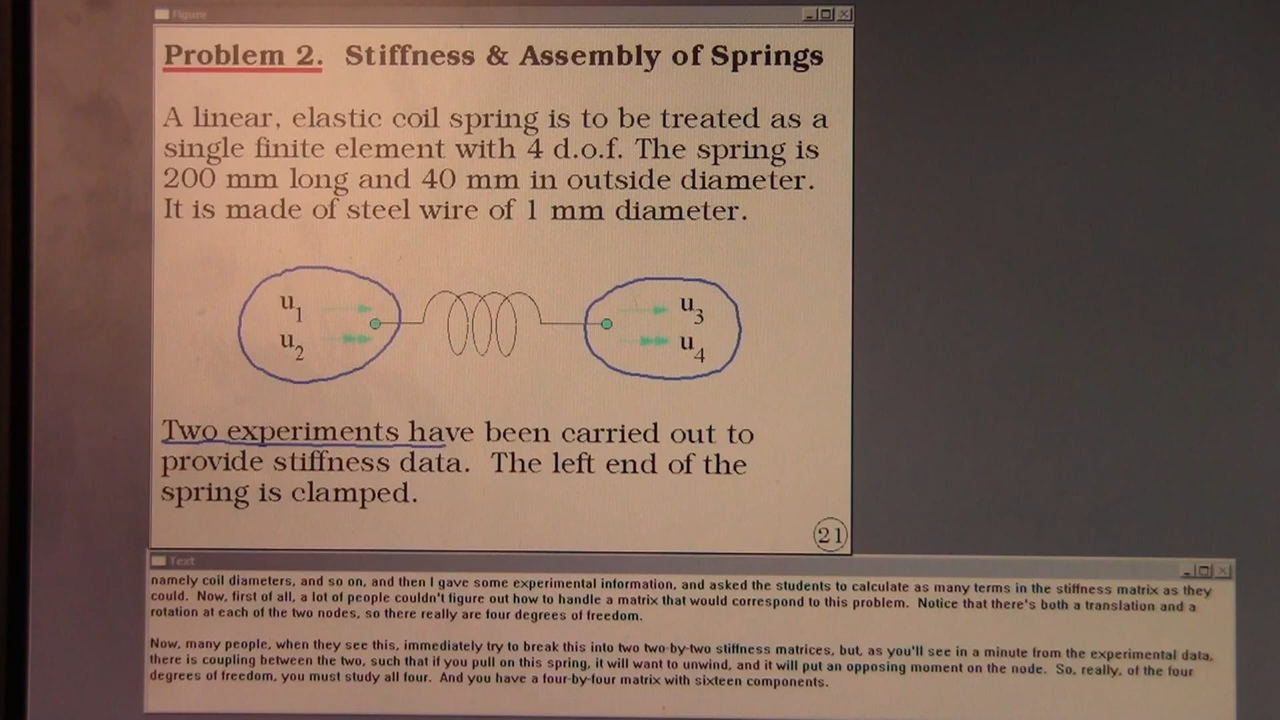 Figure
Problem 2. Stiffness & Assembly of Springs
A linear, elastic coil spring is to be treated as a
single finite element with 4 d.o.f. The spring is
200 mm long and 40 mm in outside diameter.
It is made of steel wire of 1 mm diameter.
u1 u3
u2 u4
Two experiments have been carried out to
provide stiffness data. The left end of the
spring is clamped.
21
Text
namely coil diameters, and so on, and then I gave some experimental information, and asked the students to calculate as many terms in the stiffness matrix as they
could. Now, first of all, a lot of people couldn't figure out how to handle a matrix that would correspond to this problem. Notice that there's both a translation and a
rotation at each of the two nodes, so there really are four degrees of freedom.
Now, many people, when they see this, immediately try to break this into two two-by-two stiffness matrices, but, as you'll see in a minute from the experimental data,
there is coupling between the two, such that if you pull on this spring, it will want to unwind, and it will put an opposing moment on the node. So, really, of the four
degrees of freedom, you must study all four. And you have a four-by-four matrix with sixteen components.